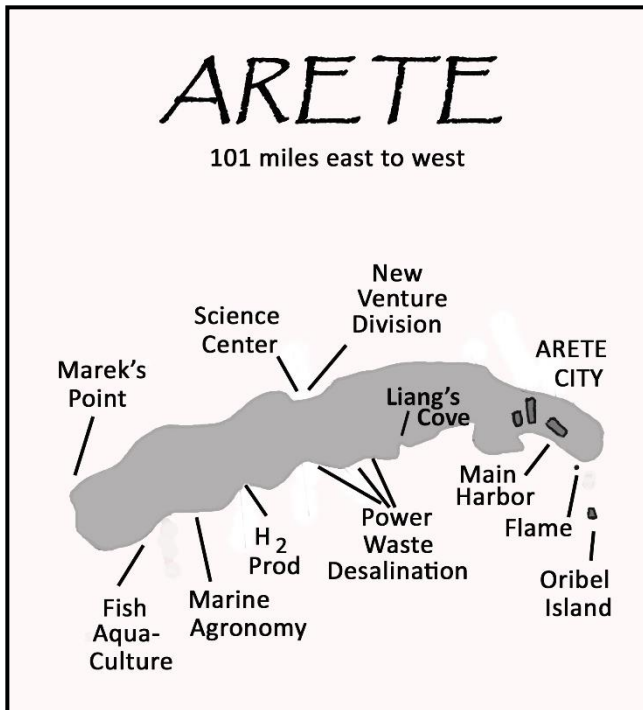 ARETE
101 miles east to west
New
Venture
Division
Science
Center
ARETE
CITY
Marek's
Point
Liang's
Cove
Main
Harbor
Flame
Power
Waste
Desalination
H2
Prod
Oribel
Island
Marine
Agronomy
Fish
Aqua-
Culture